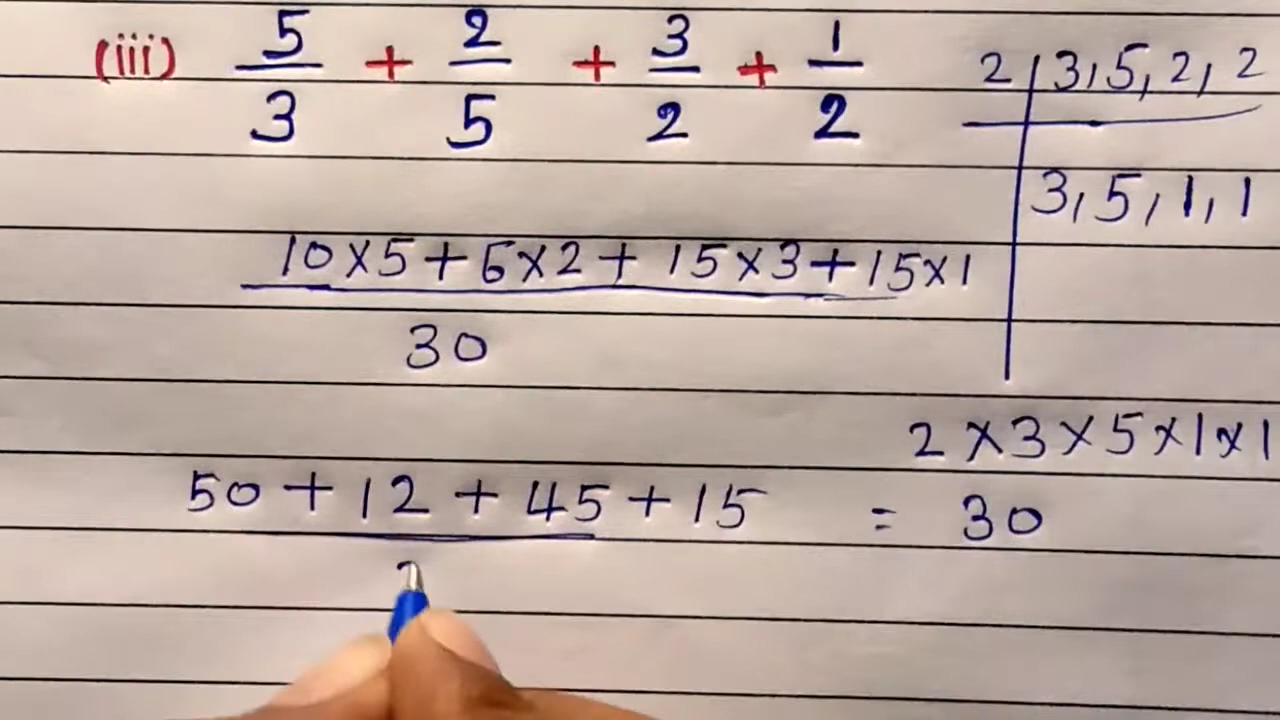 (iii) 5/3 + 2/5 + 3/2 + 1/2
2 | 3, 5, 2, 2
3, 5, 1, 1
10×5+6×2+ 15×3+15×1
30
2×3×5×1×1
= 30
50 + 12 + 45 + 15